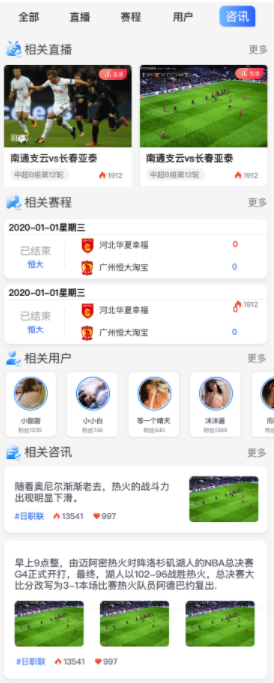 全部 直播 赛程 用户 咨讯
相关直播 更多
生涯
羽
南通支云vs长春亚泰 南通支云vs长春亚泰
中超B组第12轮 1912 中超B组第12轮 1912
相关赛程 更多
2020-01-01星期三
已结束 河北华夏幸福 0
恒大 广州恒大淘宝 0
2020-01-01星期三
1912
已结束 河北华夏幸福 0
恒大 广州恒大淘宝 0
相关用户 更多
小甜甜 小小白 等一个晴天 沫沫酱
粉丝1235 粉丝740 粉丝540 粉丝1360
相关咨讯 更多
随着奥尼尔渐渐老去，热火的战斗力
出现明显下滑。
#日职联 13541 997
早上9点整，由迈阿密热火对阵洛杉矶湖人的NBA总决赛
G4正式开打，最终，湖人以102-96战胜热火，总决赛大
比分改写为3-1本场比赛热火队员阿德巴约复出.
#日职联 13541 997